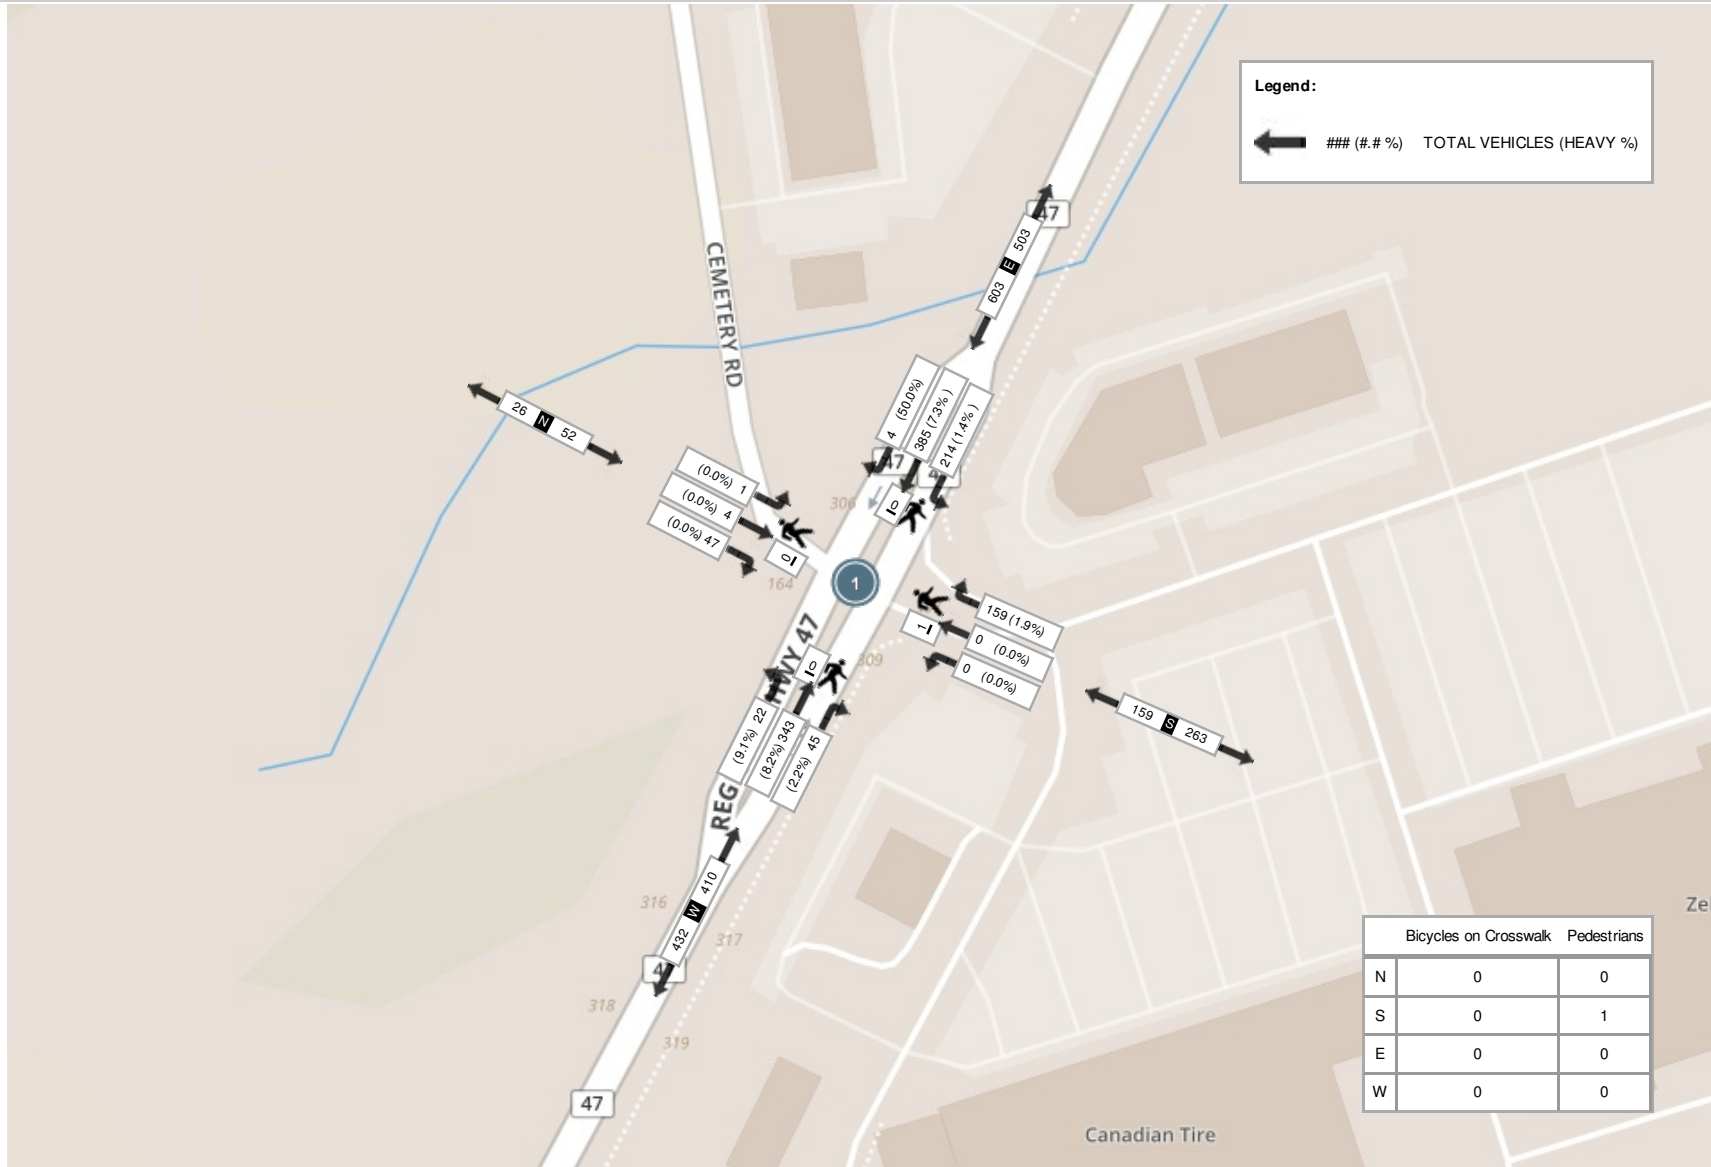 Legend:
### (#.# %) TOTAL VEHICLES (HEAVY %)
47
503
E
603
CEMETERY RD
4 (50.0%)
385 (7.3% )
214 (1.4% )
26 N 52
47
4
(0.0%) 1
(0.0%) 4
(0.0%) 47
306
0
0
164
1
159 (1.9%)
0 (0.0%)
0 (0.0%)
1
HWY 47
0
309
(9.1%) 22
(8.2%) 343
(2.2%) 45
159 S 263
REG
410
W
432
316
317
47
318
319
47
Ze
Canadian Tire
Bicycles on Crosswalk Pedestrians
N 0 0
S 0 1
E 0 0
W 0 0